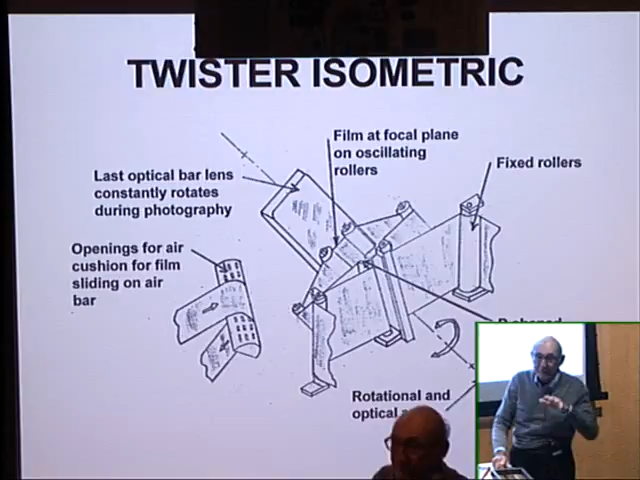 TWISTER ISOMETRIC
Film at focal plane
on oscillating
rollers
Fixed rollers
Last optical bar lens
constantly rotates
during photography
Openings for air
cushion for film
sliding on air
bar
Rotational and
optical